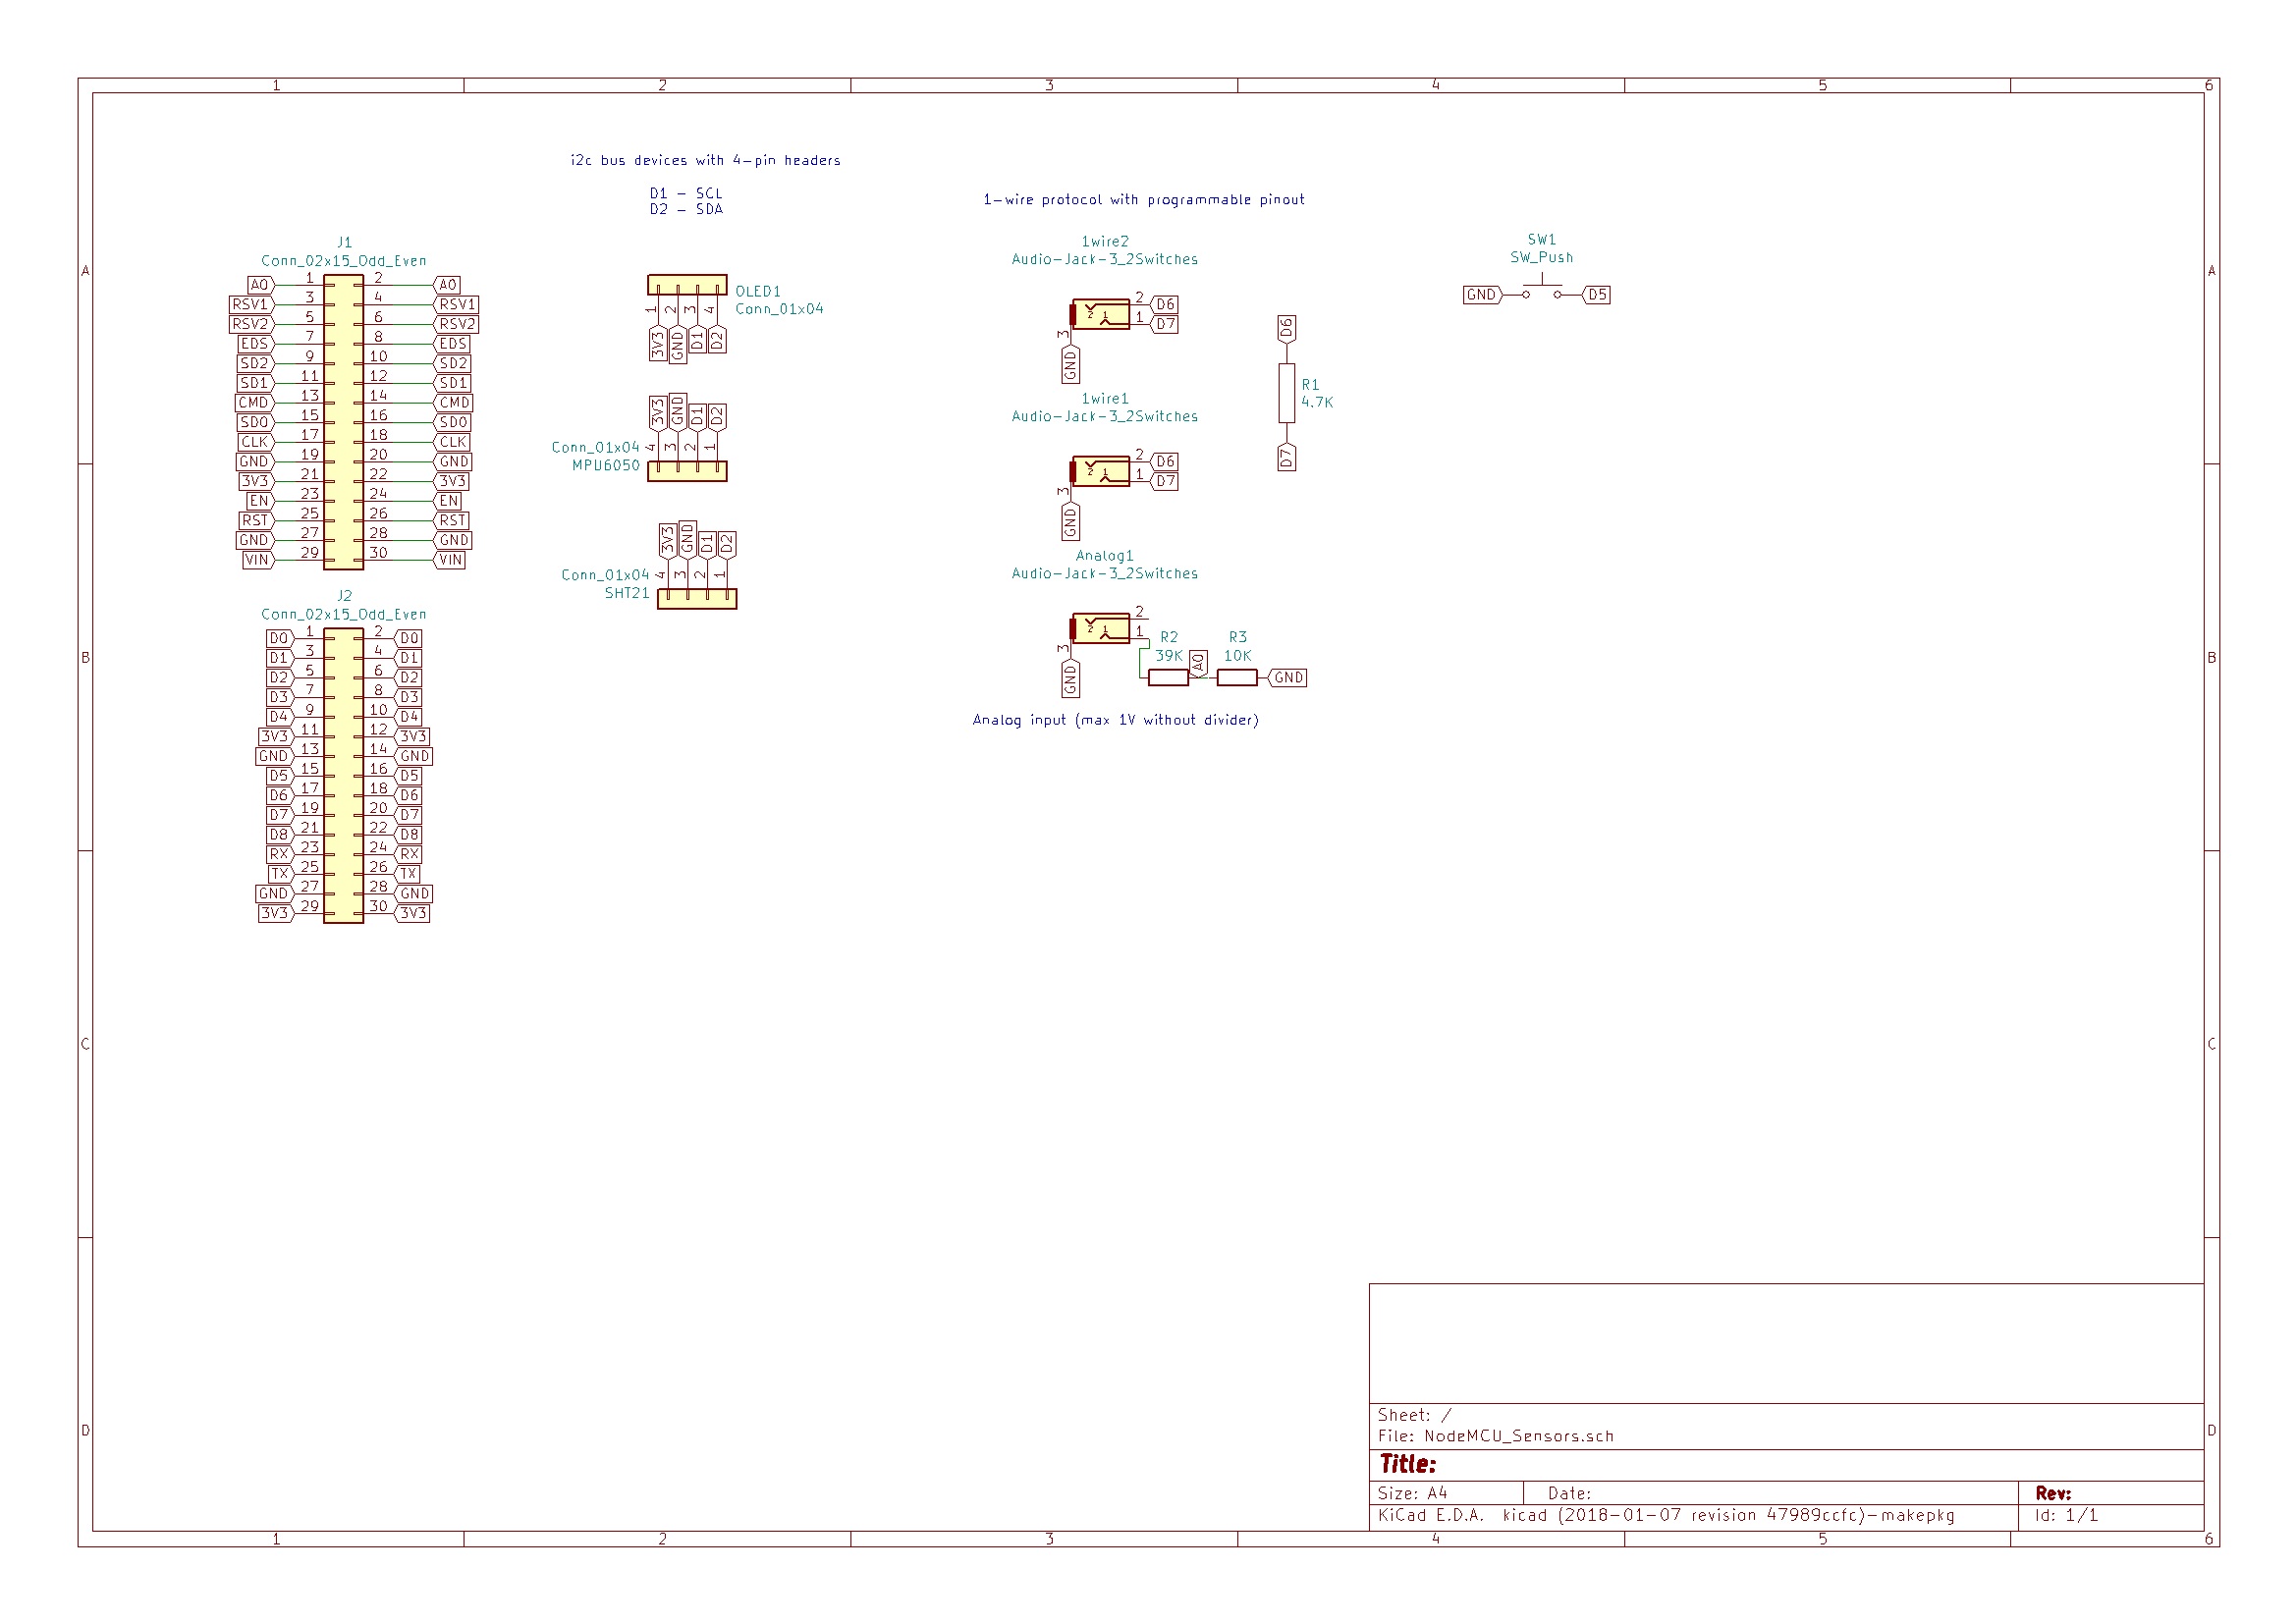 1 2 3 4 5 6
A A
B B
C C
D D
i2c bus devices with 4-pin headers
D1 - SCL
D2 - SDA
1-wire protocol with programmable pinout
J1
Conn_02x15_Odd_Even
A0 1 2 A0
RSV1 3 4 RSV1
RSV2 5 6 RSV2
EDS 7 8 EDS
SD2 9 10 SD2
SD1 11 12 SD1
CMD 13 14 CMD
SD0 15 16 SD0
CLK 17 18 CLK
GND 19 20 GND
3V3 21 22 3V3
EN 23 24 EN
RST 25 26 RST
GND 27 28 GND
VIN 29 30 VIN
J2
Conn_02x15_Odd_Even
D0 1 2 D0
D1 3 4 D1
D2 5 6 D2
D3 7 8 D3
D4 9 10 D4
3V3 11 12 3V3
GND 13 14 GND
D5 15 16 D5
D6 17 18 D6
D7 19 20 D7
D8 21 22 D8
RX 23 24 RX
TX 25 26 TX
GND 27 28 GND
3V3 29 30 3V3
OLED1
Conn_01x04
1 2 3 4
3V3 GND D1 D2
3V3 GND D1 D2
4 3 2 1
Conn_01x04
MPU6050
3V3 GND D1 D2
4 3 2 1
Conn_01x04
SHT21
1wire2
Audio-Jack-3_2Switches
2 D6
2 1
1 D7
3
GND
1wire1
Audio-Jack-3_2Switches
2 D6
2 1
1 D7
3
GND
Analog1
Audio-Jack-3_2Switches
2
2 1
1
3
GND
R2
39K
A0
R3
10K
GND
Analog input (max 1V without divider)
D6
R1
4.7K
D7
SW1
SW_Push
GND D5
Sheet: /
File: NodeMCU_Sensors.sch
Title:
Size: A4 Date: Rev:
KiCad E.D.A. kicad (2018-01-07 revision 47989ccfc)-makepkg Id: 1/1
1 2 3 4 5 6